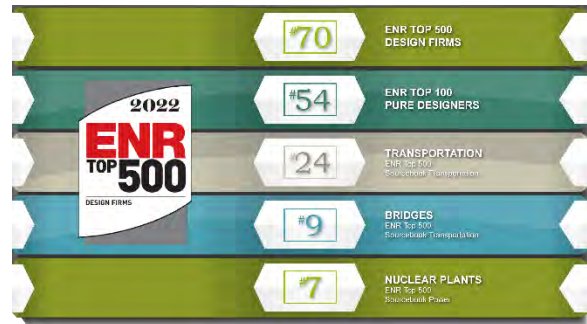 2022
ENR
TOP 500
DESIGN FIRMS
#70
ENR TOP 500
DESIGN FIRMS
#54
ENR TOP 100
PURE DESIGNERS
#24
TRANSPORTATION
ENR Top 500
Sourcebook Transportation
#9
BRIDGES
ENR Top 500
Sourcebook Transportation
#7
NUCLEAR PLANTS
ENR Top 500
Sourcebook Power